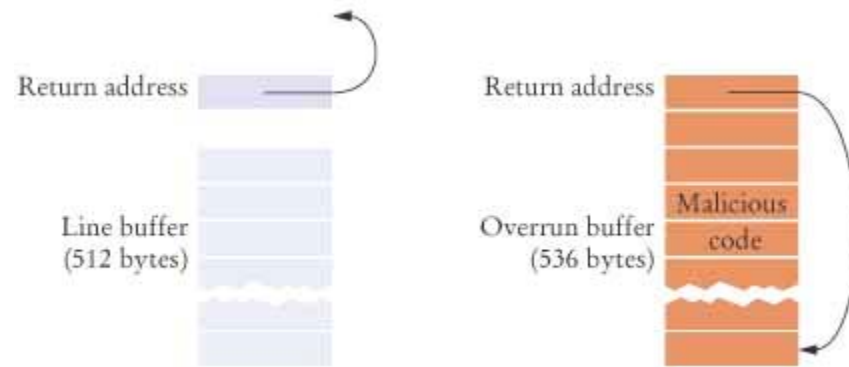 Return address
Line buffer
(512 bytes)
Return address
Overrun buffer
(536 bytes)
Malicious
code